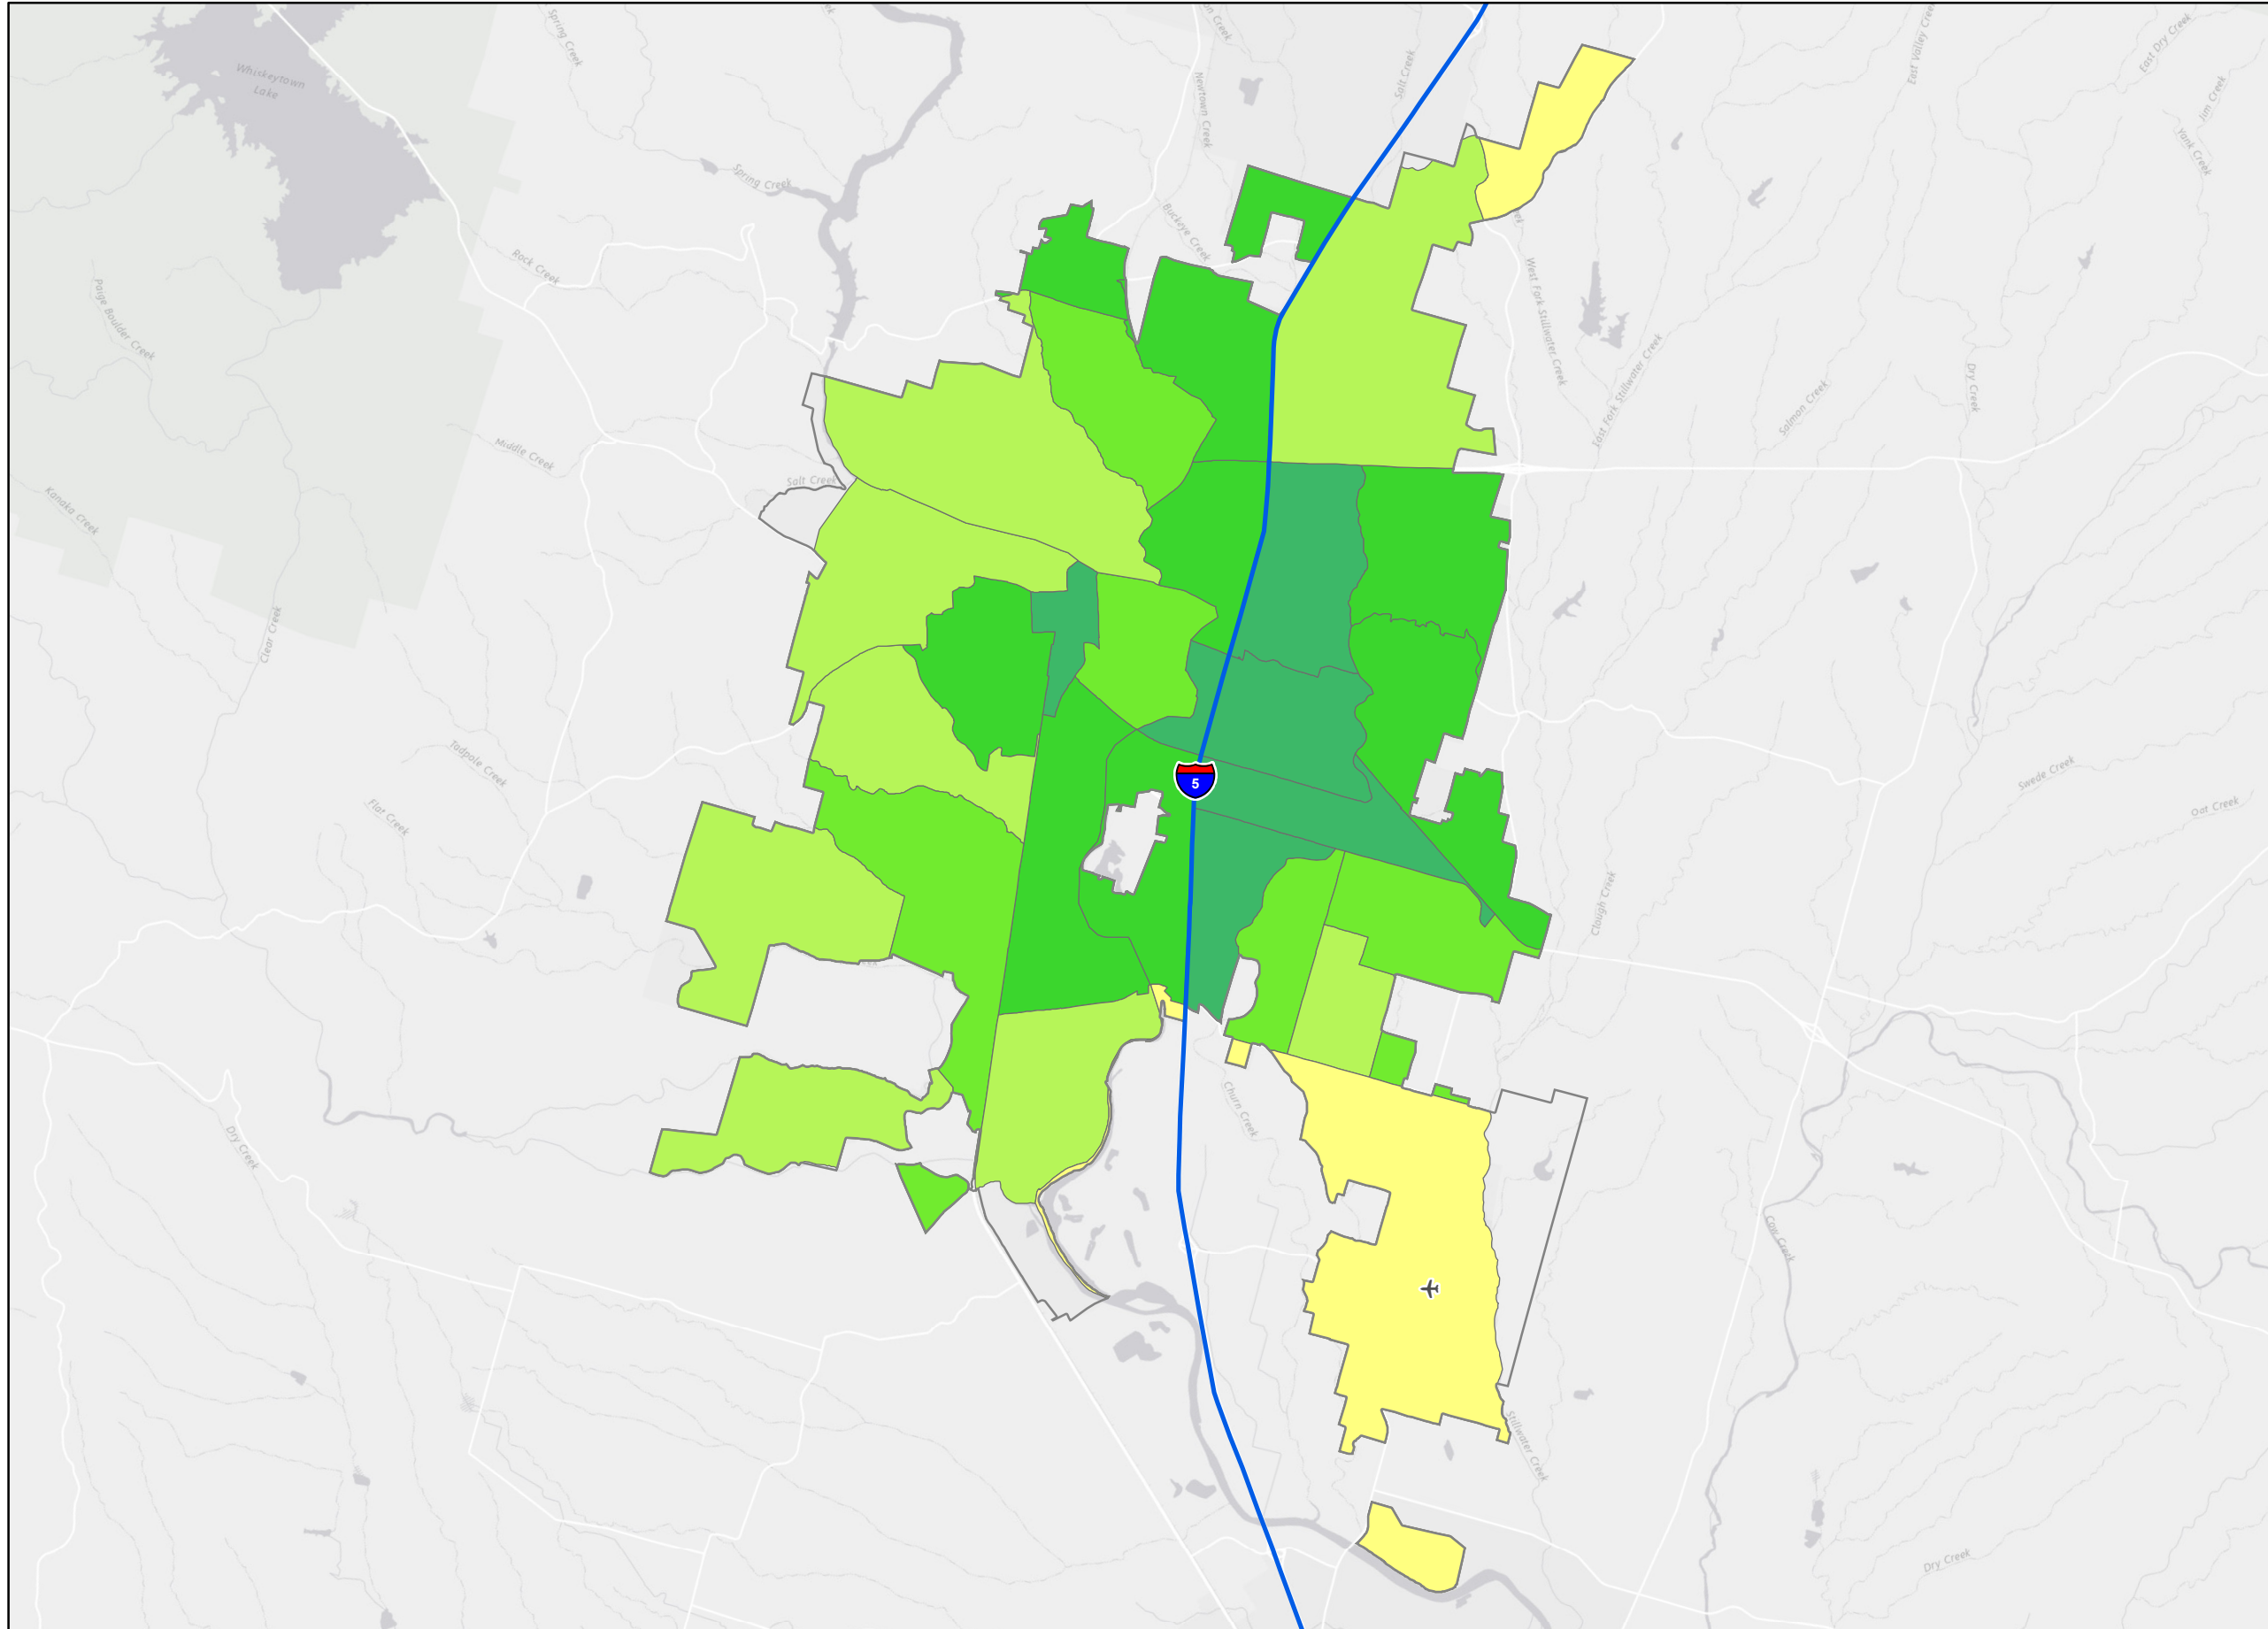 Spring Creek
Newtown Creek
Salt Creek
East Valley Creek
East Dry Creek
Jim Creek
Yank Creek
Whiskeytown
Lake
Spring Creek
Buckeye Creek
Rock Creek
Paige Boulder Creek
West Fork Stillwater Creek
East Fork Stillwater Creek
Salmon Creek
Dry Creek
Middle Creek
Salt Creek
Kanaka Creek
Clear Creek
Tadpole Creek
Flat Creek
5
Swede Creek
Oat Creek
Clough Creek
Churn Creek
Dry Creek
Cow Creek
Stillwater Creek
Dry Creek